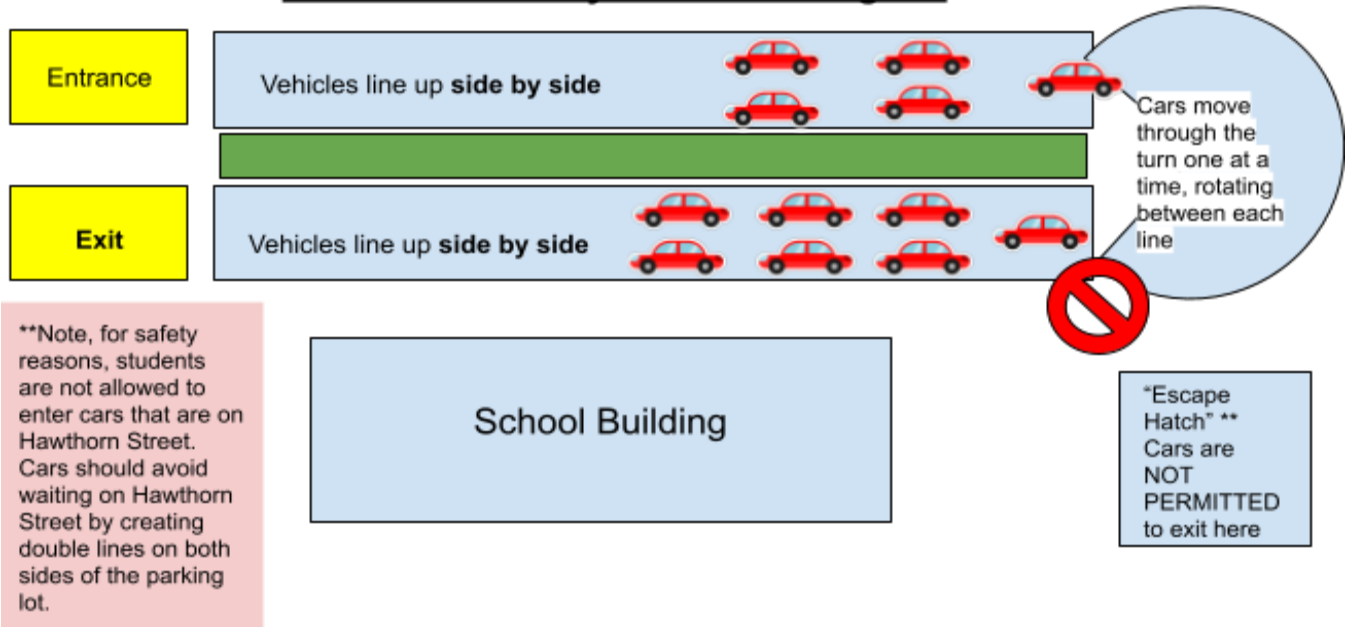 Entrance
Vehicles line up side by side
Cars move
through the
turn one at a
time, rotating
between each
line
Exit
Vehicles line up side by side
**Note, for safety
reasons, students
are not allowed to
enter cars that are on
Hawthorn Street.
Cars should avoid
waiting on Hawthorn
Street by creating
double lines on both
sides of the parking
lot.
School Building
“Escape
Hatch” **
Cars are
NOT
PERMITTED
to exit here